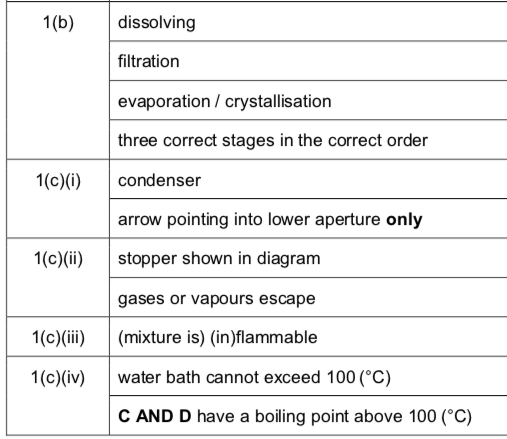 1(b) dissolving
filtration
evaporation / crystallisation
three correct stages in the correct order
1(c)(i) condenser
arrow pointing into lower aperture only
1(c)(ii) stopper shown in diagram
gases or vapours escape
1(c)(iii) (mixture is) (in)flammable
1(c)(iv) water bath cannot exceed 100 (°C)
C AND D have a boiling point above 100 (°C)